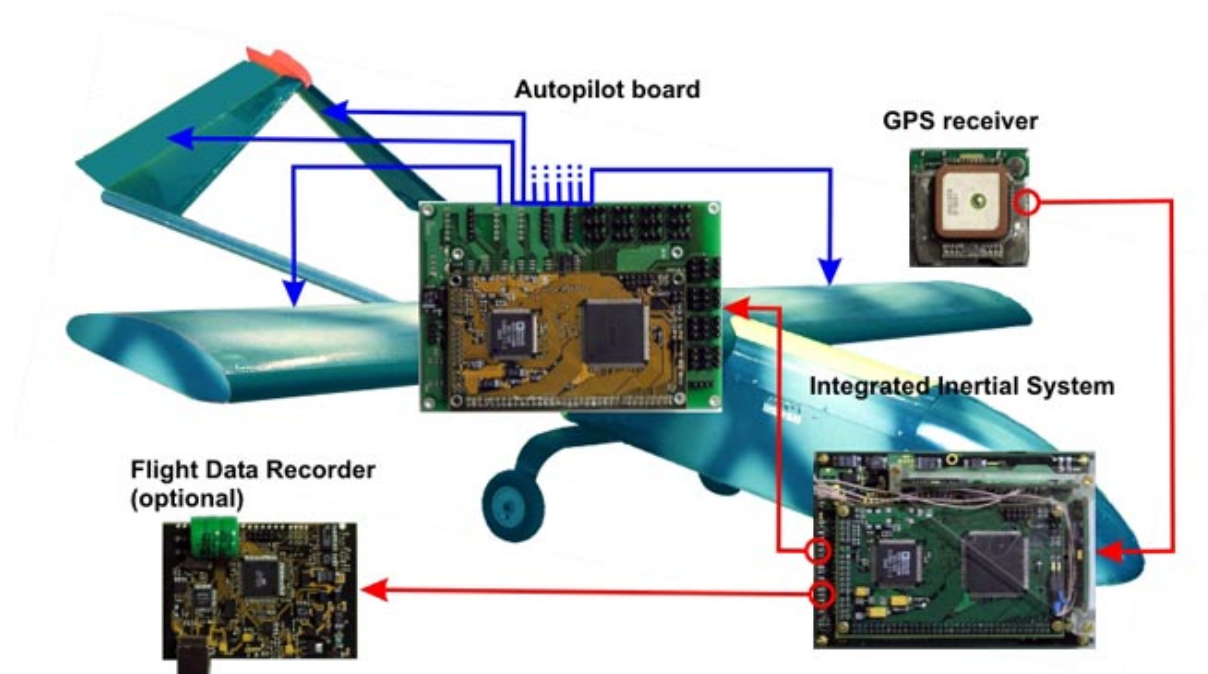 Autopilot board
GPS receiver
Integrated Inertial System
Flight Data Recorder
(optional)